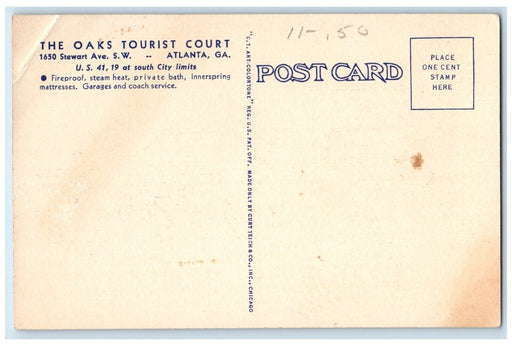 THE OAKS TOURIST COURT
1650 Stewart Ave. S.W. -- ATLANTA, GA.
U. S. 41, 19 at south City limits
● Fireproof, steam heat, private bath, innerspring
mattresses. Garages and coach service.
11-,50
"C.T. ART-COLORTONE" REG. U.S. PAT. OFF. MADE ONLY BY CURT TEICH & CO., INC., CHICAGO
POST CARD
PLACE
ONE CENT
STAMP
HERE